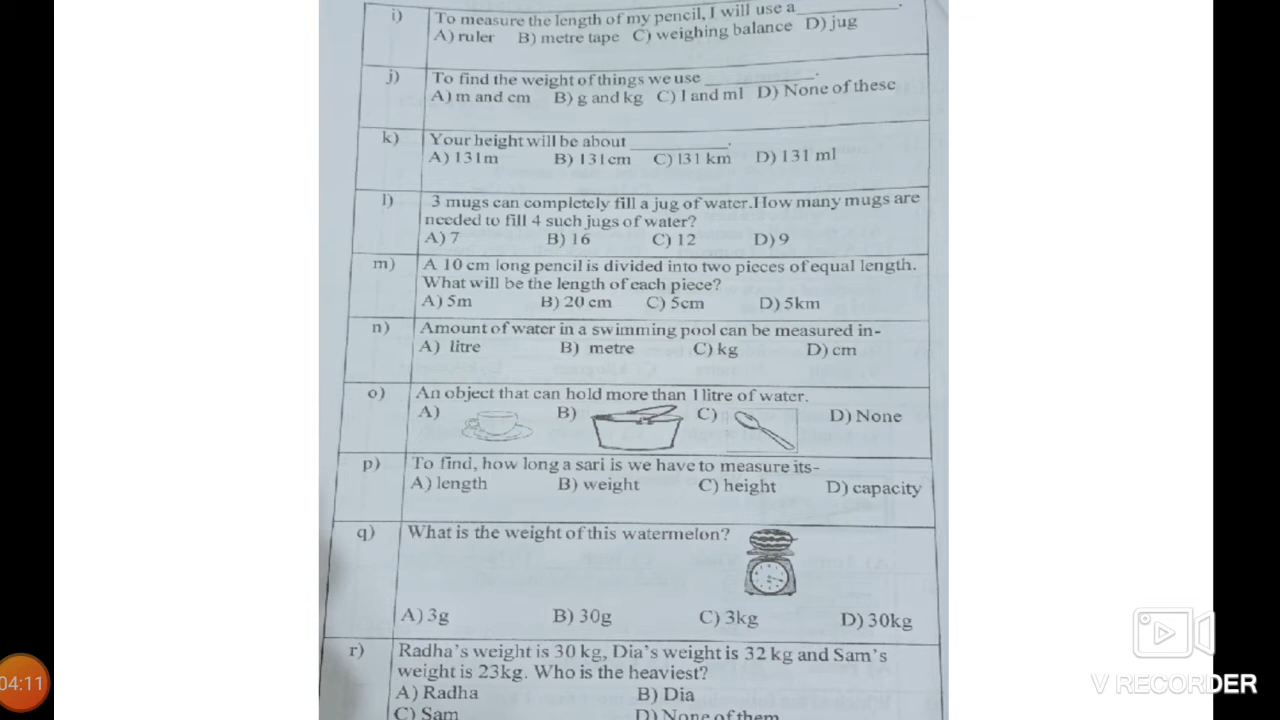 i) To measure the length of my pencil, I will use a __________.
A) ruler B) metre tape C) weighing balance D) jug
j) To find the weight of things we use __________.
A) m and cm B) g and kg C) l and ml D) None of these
k) Your height will be about __________.
A) 131m B) 131cm C) 131 km D) 131 ml
l) 3 mugs can completely fill a jug of water.How many mugs are
needed to fill 4 such jugs of water?
A) 7 B) 16 C) 12 D) 9
m) A 10 cm long pencil is divided into two pieces of equal length.
What will be the length of each piece?
A) 5m B) 20 cm C) 5cm D) 5km
n) Amount of water in a swimming pool can be measured in-
A) litre B) metre C) kg D) cm
o) An object that can hold more than 1 litre of water.
A) B) C) D) None
p) To find, how long a sari is we have to measure its-
A) length B) weight C) height D) capacity
q) What is the weight of this watermelon?
A) 3g B) 30g C) 3kg D) 30kg
r) Radha's weight is 30 kg, Dia's weight is 32 kg and Sam's
weight is 23kg. Who is the heaviest?
A) Radha B) Dia
C) Sam D) None of them
04:11
V RECORDER